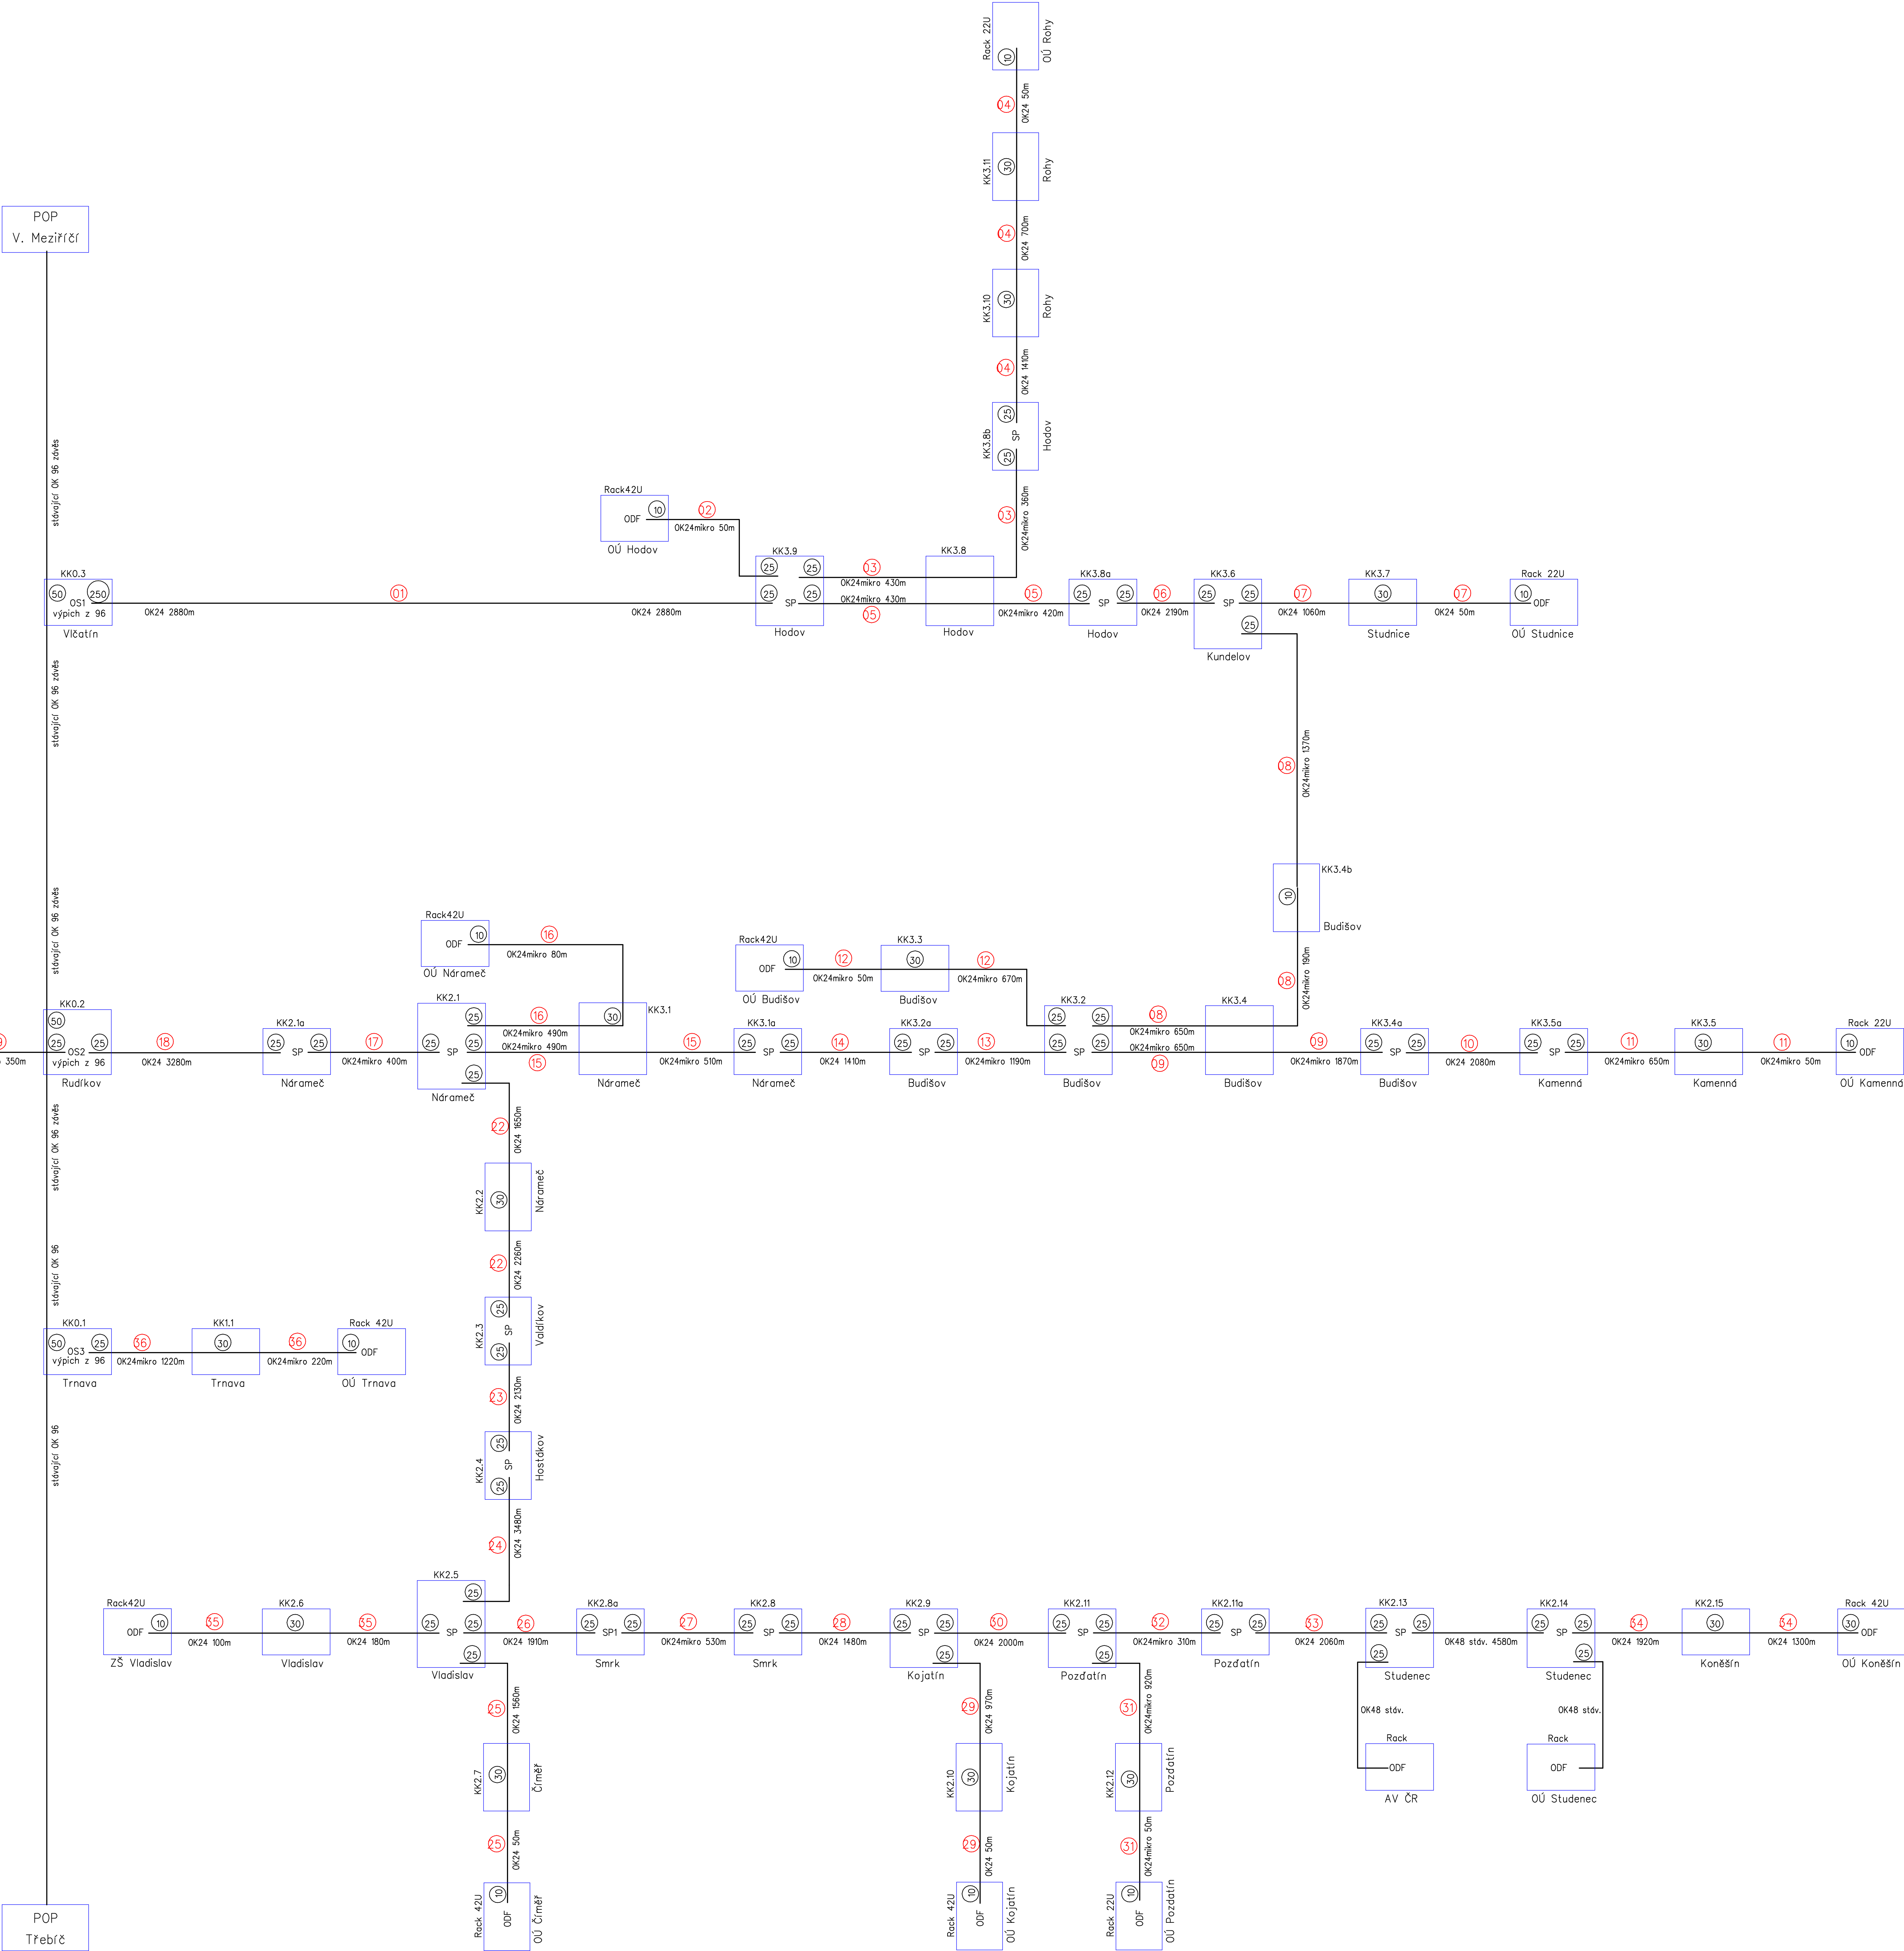 Rack 22U
10
OÚ Rohy
04
OK24 50m
KK3.11
30
Rohy
04
OK24 700m
KK3.10
30
Rohy
04
OK24 1410m
KK3.8b
25
SP
25
Hodov
03
OK24mikro 360m
POP
V. Meziříčí
stávající OK 96 závěs
Rack42U
10
ODF
OÚ Hodov
02
OK24mikro 50m
KK0.3
50
250
OS1
výpich z 96
Vlčatín
01
OK24 2880m
OK24 2880m
KK3.9
25
25
25
SP
25
Hodov
03
OK24mikro 430m
OK24mikro 430m
05
KK3.8
Hodov
05
OK24mikro 420m
KK3.8a
25
SP
25
Hodov
06
OK24 2190m
KK3.6
25
SP
25
25
Kundelov
07
OK24 1060m
KK3.7
30
Studnice
07
OK24 50m
Rack 22U
10
ODF
OÚ Studnice
stávající OK 96 závěs
08
OK24mikro 1370m
KK3.4b
10
Budišov
08
OK24mikro 190m
stávající OK 96 závěs
Rack42U
10
ODF
OÚ Nárameč
16
OK24mikro 80m
Rack42U
10
ODF
OÚ Budišov
12
OK24mikro 50m
KK3.3
30
Budišov
12
OK24mikro 670m
350m
KK0.2
50
25
25
OS2
výpich z 96
Rudíkov
18
OK24 3280m
KK2.1a
25
SP
25
Nárameč
17
OK24mikro 400m
KK2.1
25
25
SP
25
25
Nárameč
16
OK24mikro 490m
OK24mikro 490m
15
KK3.1
30
Nárameč
15
OK24mikro 510m
KK3.1a
25
SP
25
Nárameč
14
OK24 1410m
KK3.2a
25
SP
25
Budišov
13
OK24mikro 1190m
KK3.2
25
25
25
SP
25
Budišov
08
OK24mikro 650m
OK24mikro 650m
09
KK3.4
Budišov
09
OK24mikro 1870m
KK3.4a
25
SP
25
Budišov
10
OK24 2080m
KK3.5a
25
SP
25
Kamenná
11
OK24mikro 650m
KK3.5
30
Kamenná
11
OK24mikro 50m
Rack 22U
10
ODF
OÚ Kamenná
stávající OK 96 závěs
22
OK24 1650m
KK2.2
30
Nárameč
22
OK24 2260m
stávající OK 96
KK2.3
25
SP
25
Valdíkov
23
OK24 2130m
KK0.1
50
25
OS3
výpich z 96
Trnava
36
OK24mikro 1220m
KK1.1
30
Trnava
36
OK24mikro 220m
Rack 42U
10
ODF
OÚ Trnava
stávající OK 96
KK2.4
25
SP
25
Hostákov
24
OK24 3480m
Rack42U
10
ODF
ZŠ Vladislav
35
OK24 100m
KK2.6
30
Vladislav
35
OK24 180m
KK2.5
25
25
SP
25
25
Vladislav
26
OK24 1910m
KK2.8a
25
SP1
25
Smrk
27
OK24mikro 530m
KK2.8
25
SP
25
Smrk
28
OK24 1480m
KK2.9
25
SP
25
25
Kojatín
30
OK24 2000m
KK2.11
25
SP
25
25
Pozďatín
32
OK24mikro 310m
KK2.11a
25
SP
25
Pozďatín
33
OK24 2060m
KK2.13
25
SP
25
25
Studenec
OK48 stáv. 4580m
KK2.14
25
SP
25
25
Studenec
34
OK24 1920m
KK2.15
30
Koněšín
34
OK24 1300m
Rack 42U
30
ODF
OÚ Koněšín
25
OK24 1560m
KK2.7
30
Číměř
25
OK24 50m
Rack 42U
10
ODF
OÚ Číměř
29
OK24 970m
KK2.10
30
Kojatín
29
OK24 50m
Rack 42U
10
ODF
OÚ Kojatín
31
OK24mikro 920m
KK2.12
30
Pozďatín
31
OK24mikro 50m
Rack 22U
10
ODF
OÚ Pozdatín
OK48 stáv.
Rack
ODF
AV ČR
OK48 stáv.
Rack
ODF
OÚ Studenec
POP
Třebíč